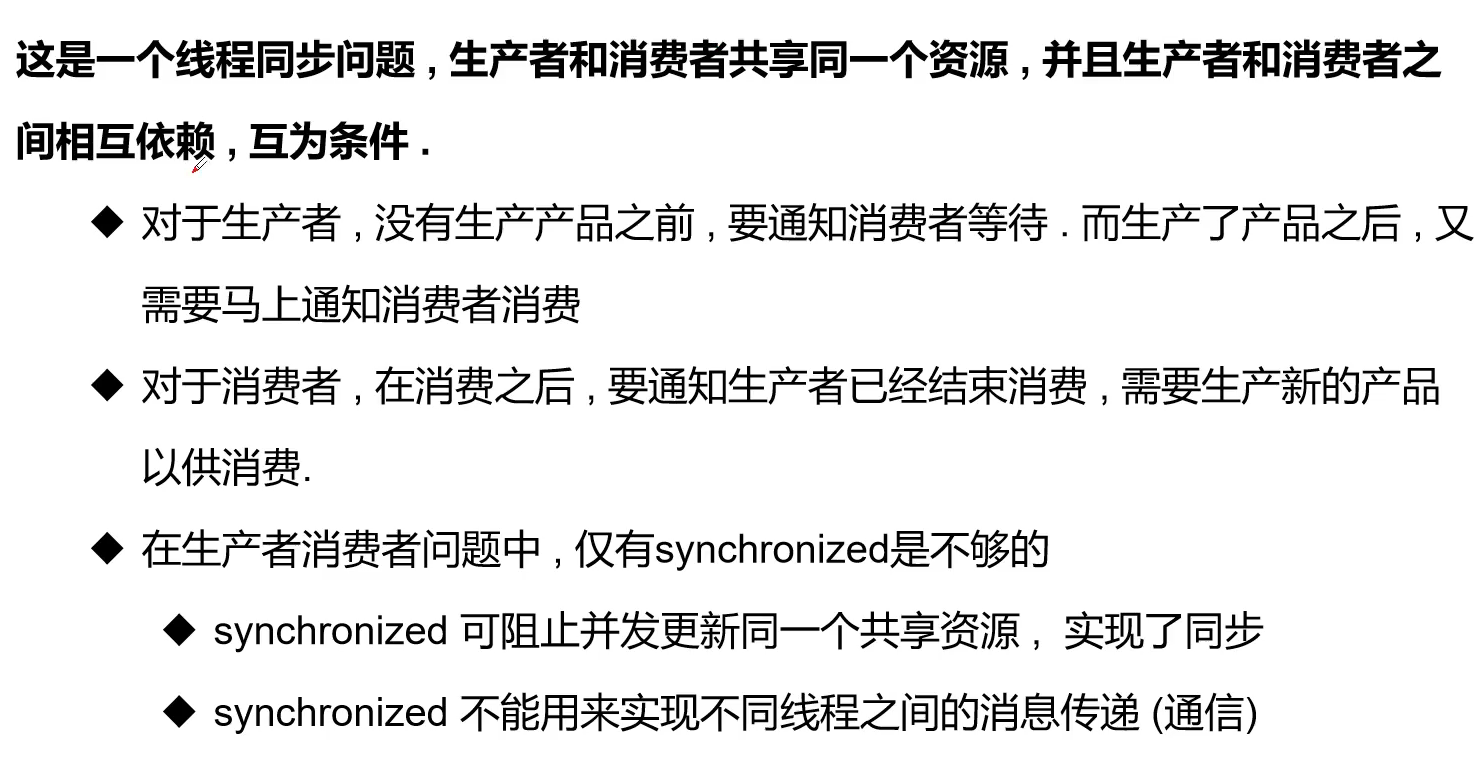 这是一个线程同步问题 , 生产者和消费者共享同一个资源 , 并且生产者和消费者之
间相互依赖 , 互为条件 .
◆ 对于生产者 , 没有生产产品之前 , 要通知消费者等待 . 而生产了产品之后 , 又
需要马上通知消费者消费
◆ 对于消费者 , 在消费之后 , 要通知生产者已经结束消费 , 需要生产新的产品
以供消费.
◆ 在生产者消费者问题中 , 仅有synchronized是不够的
◆ synchronized 可阻止并发更新同一个共享资源 , 实现了同步
◆ synchronized 不能用来实现不同线程之间的消息传递 (通信)